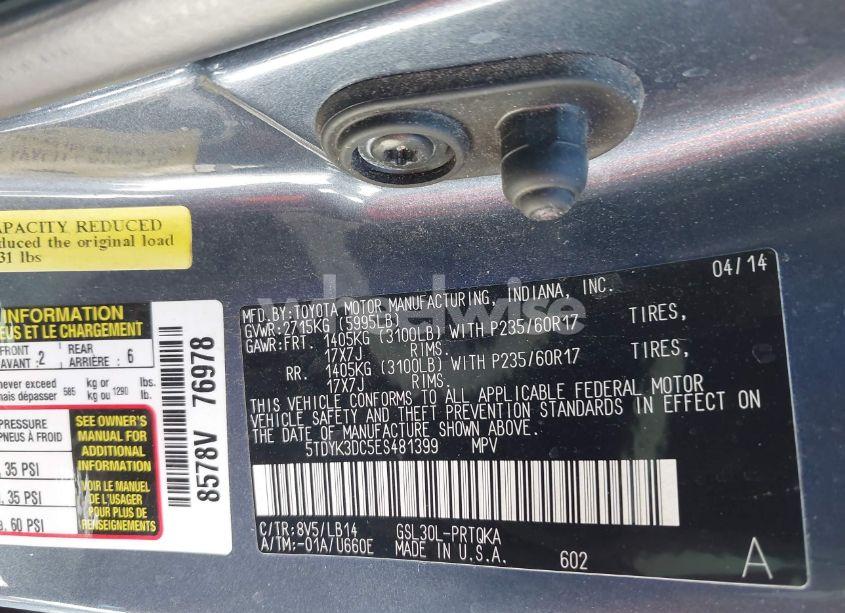 APACITY REDUCED
duced the original load
31 lbs
INFORMATION
EUS ET LE CHARGEMENT
FRONT
AVANT : 2
REAR
ARRIÈRE : 6
never exceed
mais dépasser
585
kg or
kg ou
1290
lbs.
lb.
PRESSURE
PNEUS À FROID
35 PSI
35 PSI
60 PSI
SEE OWNER'S
MANUAL FOR
ADDITIONAL
INFORMATION
VOIR LE MANUEL
DE L'USAGER
POUR PLUS DE
RENSEIGNEMENTS
8578V 76978
wheelwise
04/14
MFD.BY:TOYOTA MOTOR MANUFACTURING, INDIANA, INC.
GVWR:2715KG (5995LB)
GAWR:FRT. 1405KG (3100LB) WITH P235/60R17 TIRES,
17X7J RIMS.
RR. 1405KG (3100LB) WITH P235/60R17 TIRES,
17X7J RIMS.
THIS VEHICLE CONFORMS TO ALL APPLICABLE FEDERAL MOTOR
VEHICLE SAFETY AND THEFT PREVENTION STANDARDS IN EFFECT ON
THE DATE OF MANUFACTURE SHOWN ABOVE.
5TDYK3DC5ES481399 MPV
C/TR:8V5/LB14 GSL30L-PRTQKA
A/TM:-01A/U660E MADE IN U.S.A.
602
A